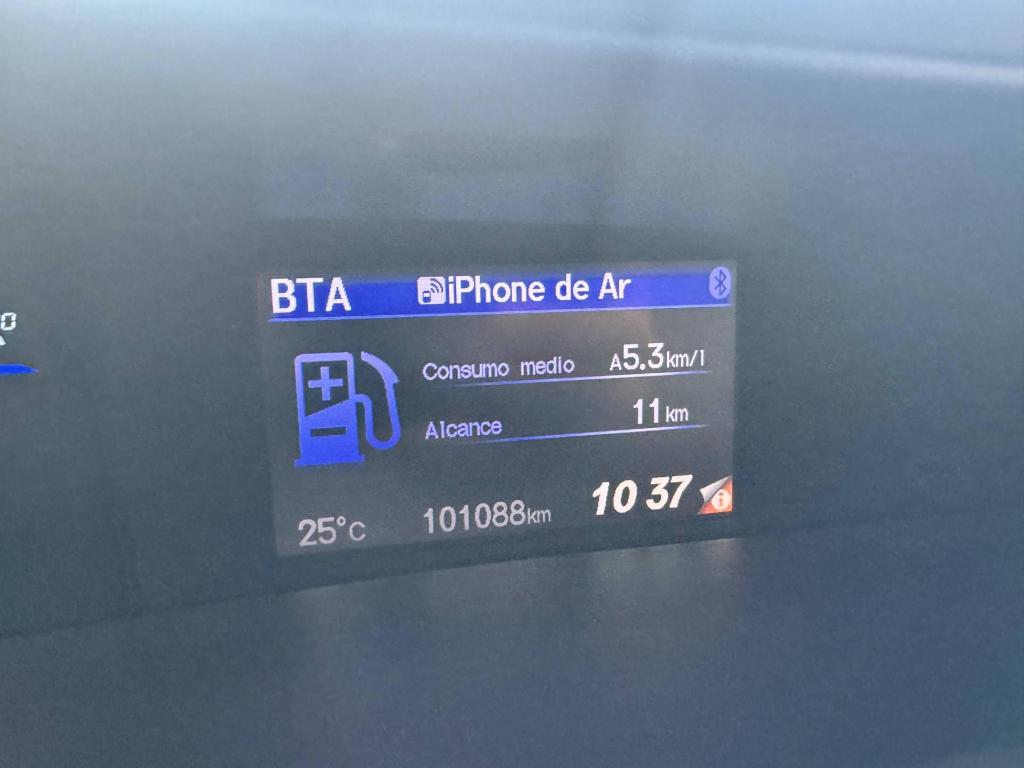 BTA iPhone de Ar
Consumo medio A5.3km/l
Alcance 11km
25°C 101088km 10 37